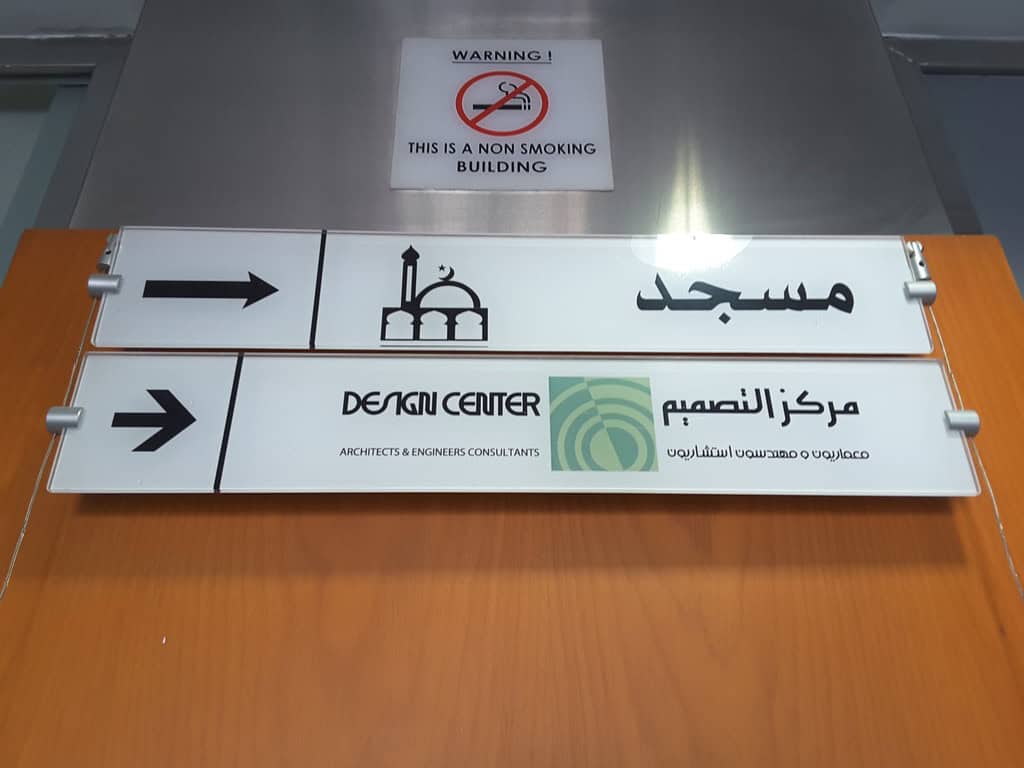 WARNING !
THIS IS A NON SMOKING
BUILDING
مسجد
DESIGN CENTER
مركز التصميم
ARCHITECTS & ENGINEERS CONSULTANTS
معماريون و مهندسون استشاريون